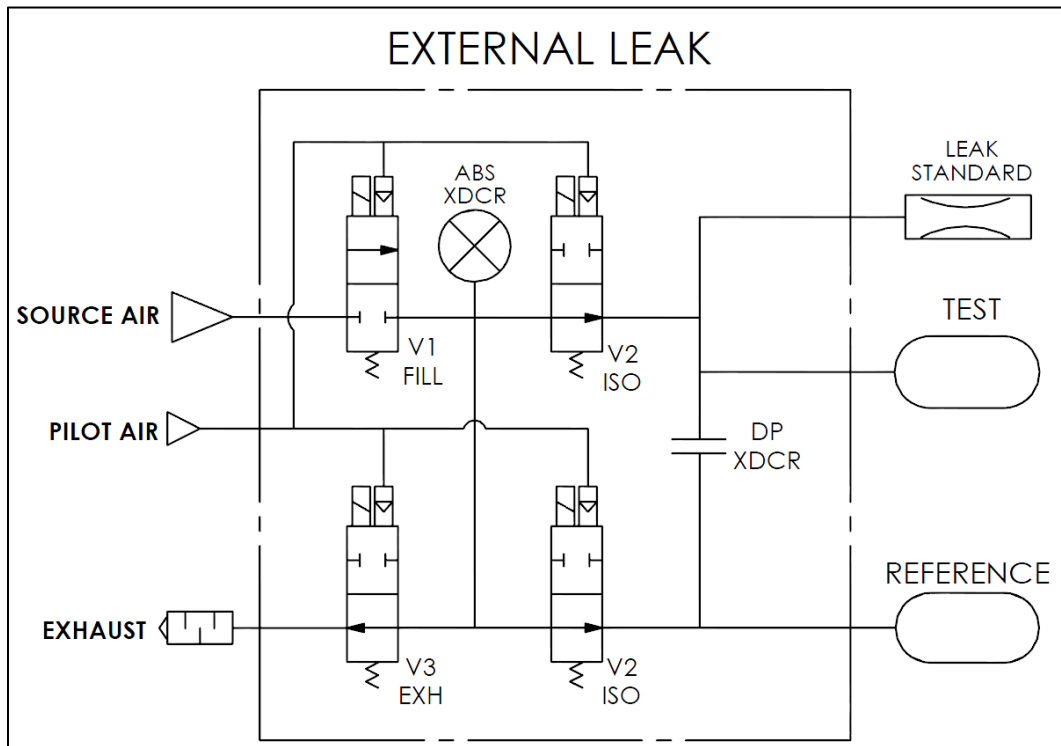 EXTERNAL LEAK
LEAK
STANDARD
ABS
XDCR
SOURCE AIR
V1
FILL
V2
ISO
TEST
PILOT AIR
DP
XDCR
REFERENCE
EXHAUST
V3
EXH
V2
ISO